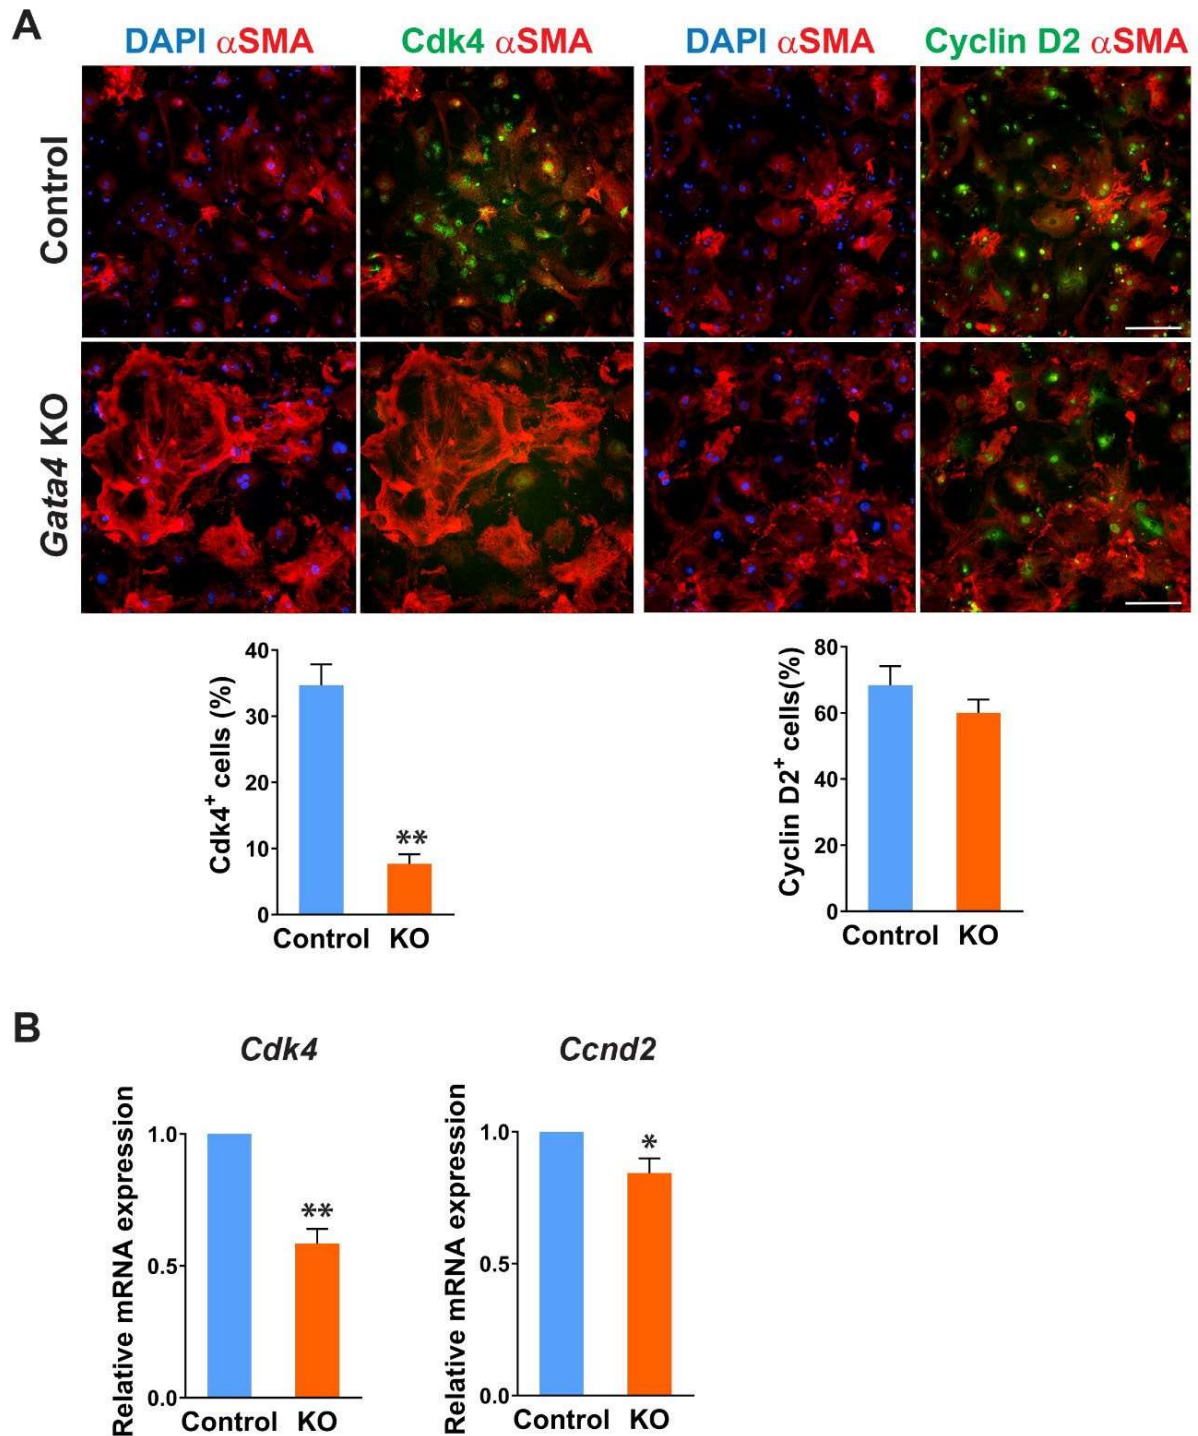 A
DAPI αSMA
Cdk4 αSMA
DAPI αSMA
Cyclin D2 αSMA
Control
Gata4 KO
Cdk4+ cells (%)
40
30
20
10
0
**
Control KO
Cyclin D2+ cells(%)
80
60
40
20
0
Control KO
B
Cdk4
Relative mRNA expression
1.0
0.5
0.0
**
Control KO
Ccnd2
Relative mRNA expression
1.0
0.5
0.0
*
Control KO